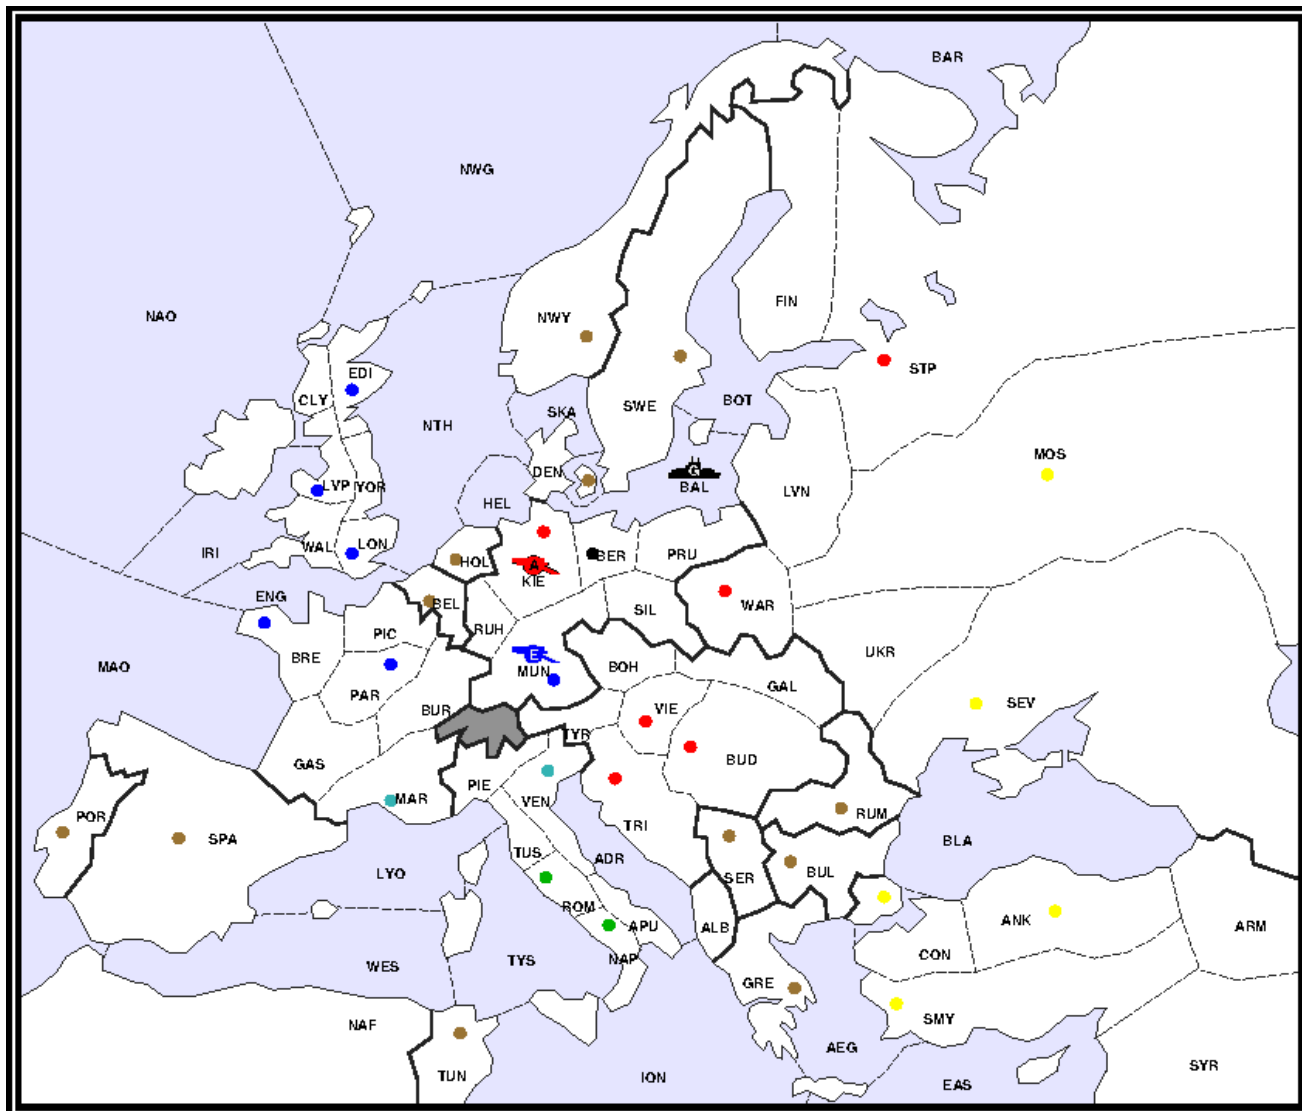 BAR
NWG
NAO
FIN
NWY
STP
EDI
CLY
SKA
SWE
BOT
NTH
MOS
DEN
H
G
BAL
LVP
YOR
LVN
HEL
IRI
WAL
LON
HOL
BER
PRU
A
KIE
ENG
BEL
SIL
WAR
PIC
RUH
BRE
E
MUN
BOH
UKR
MAO
PAR
GAL
BUR
VIE
SEV
TYR
GAS
BUD
PIE
MAR
VEN
POR
SPA
TRI
RUM
BLA
TUS
ADR
LYO
SER
BUL
ROM
APU
ALB
ANK
ARM
NAP
CON
WES
TYS
GRE
NAF
SMY
AEG
TUN
ION
EAS
SYR